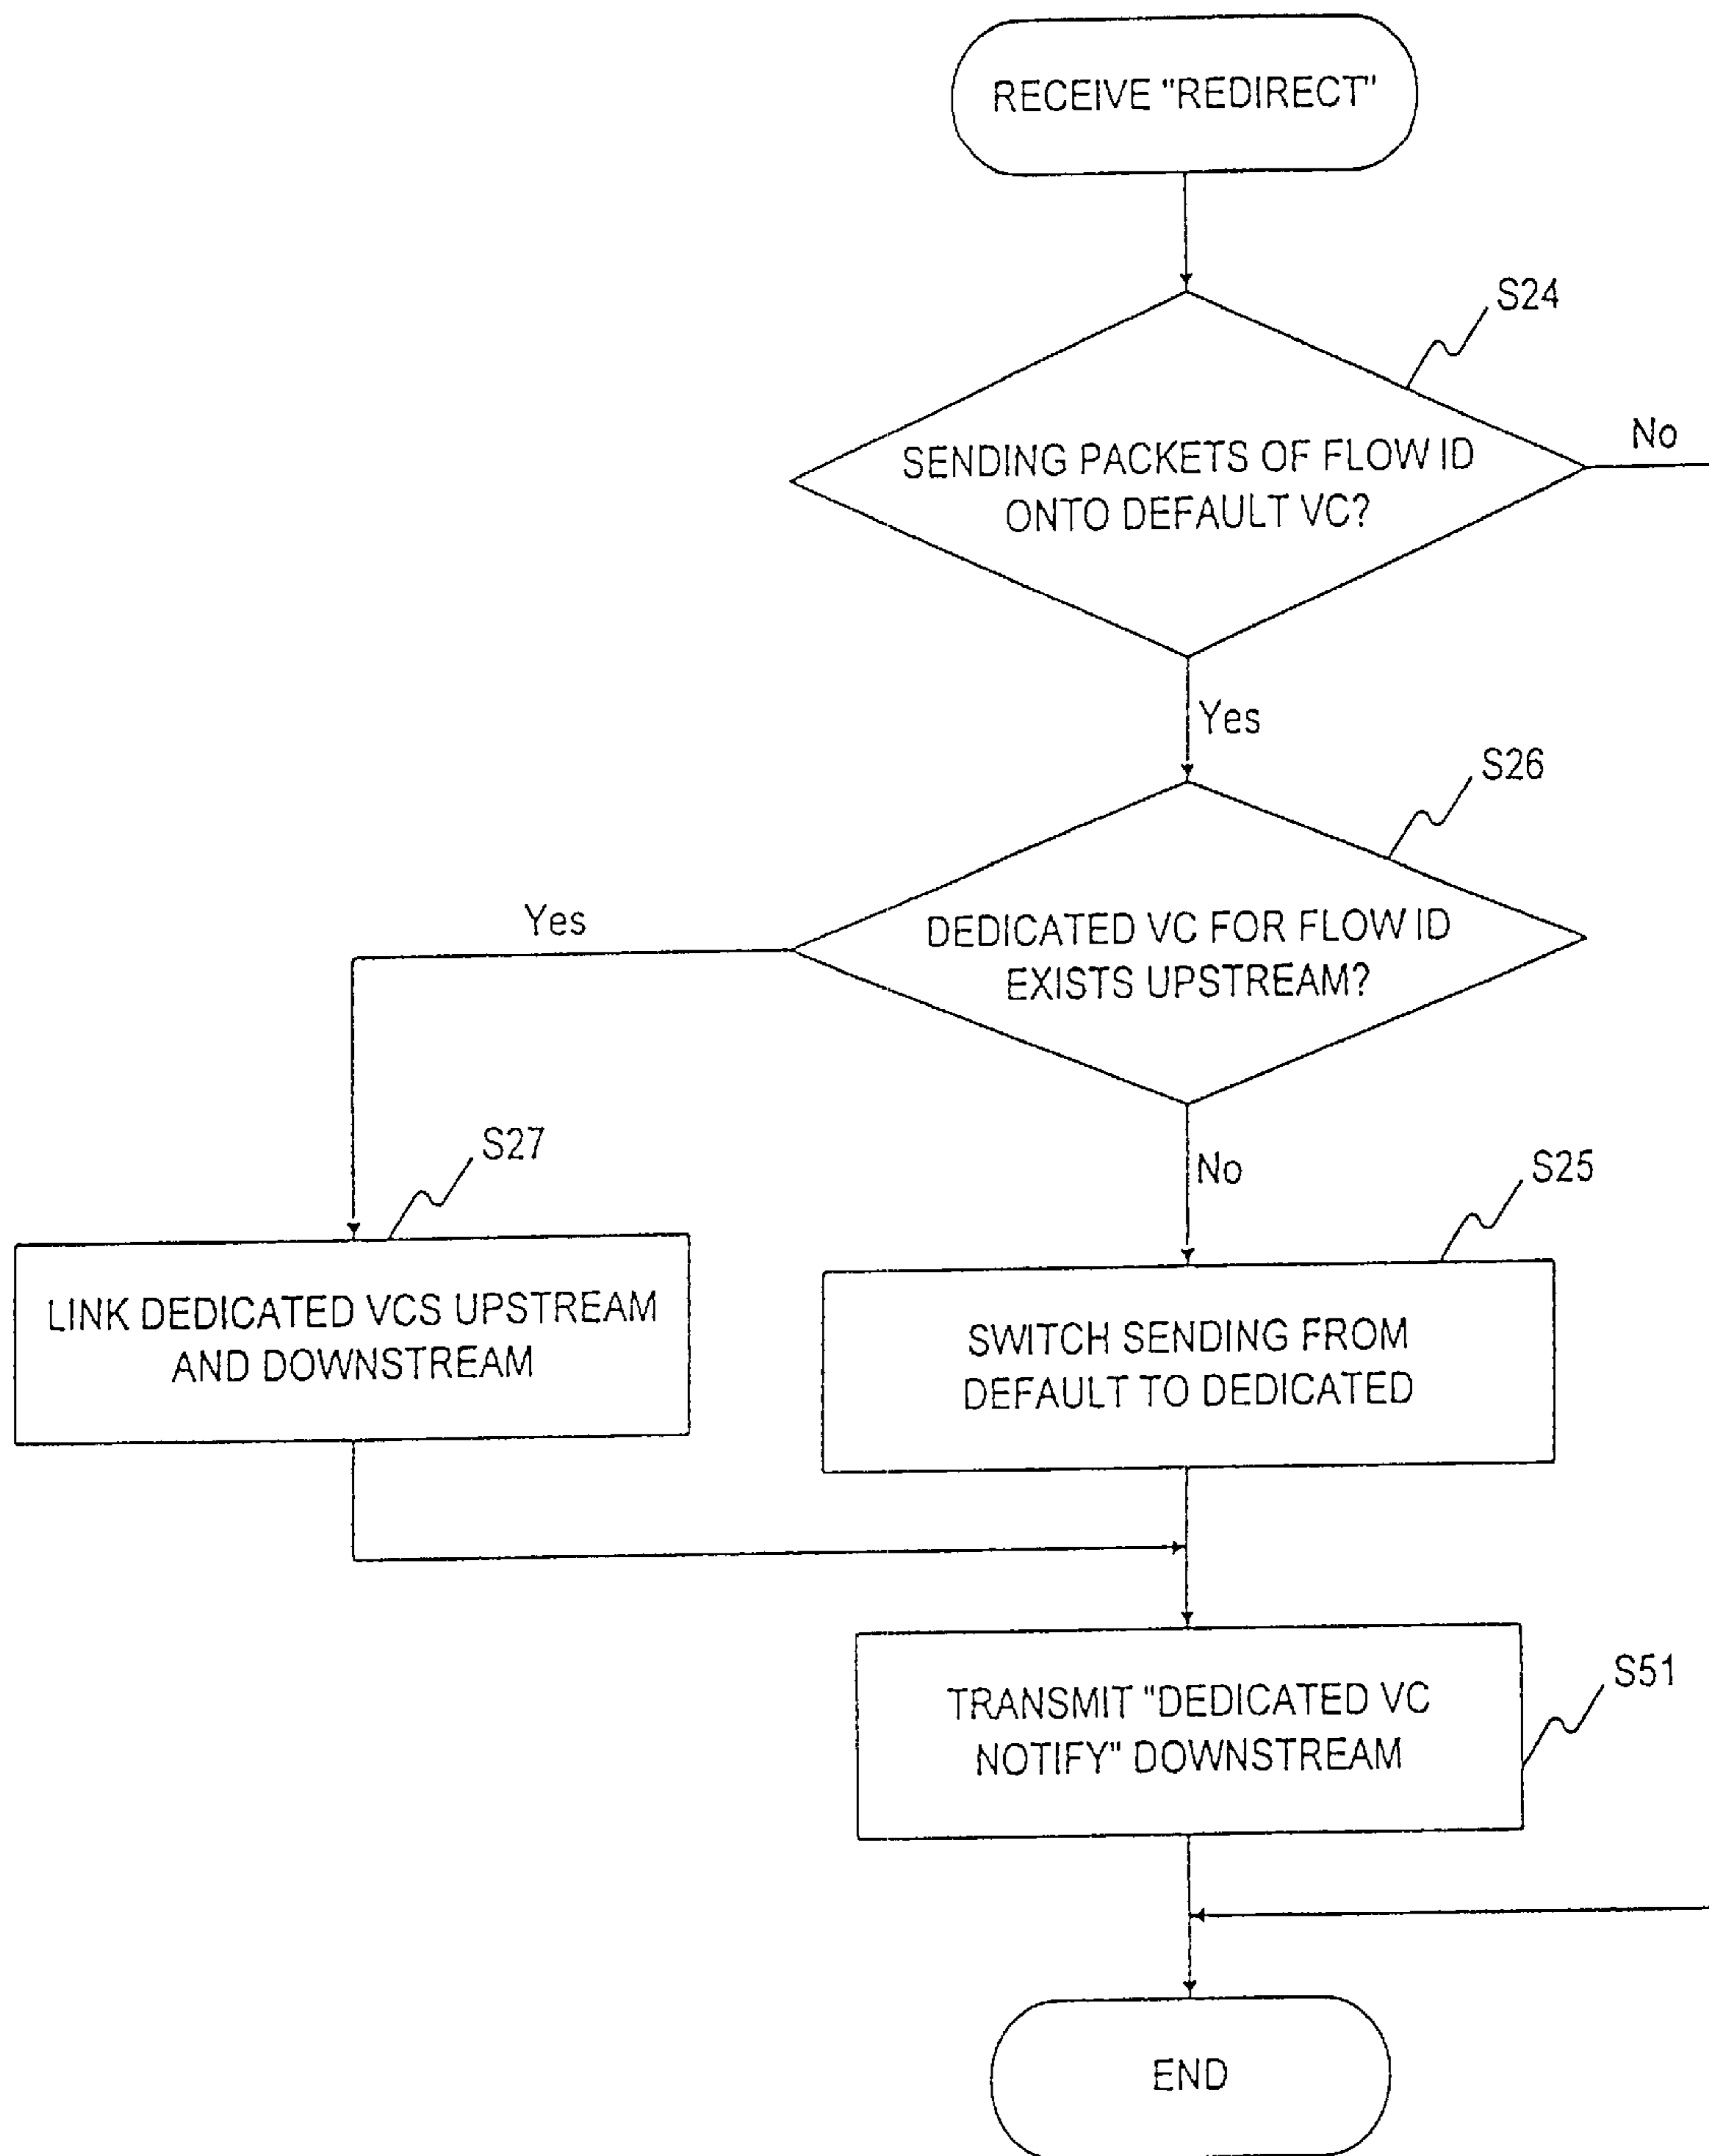 RECEIVE "REDIRECT"
S24
SENDING PACKETS OF FLOW ID
ONTO DEFAULT VC?
No
Yes
S26
DEDICATED VC FOR FLOW ID
EXISTS UPSTREAM?
Yes
No
S27
LINK DEDICATED VCS UPSTREAM
AND DOWNSTREAM
S25
SWITCH SENDING FROM
DEFAULT TO DEDICATED
S51
TRANSMIT "DEDICATED VC
NOTIFY" DOWNSTREAM
END